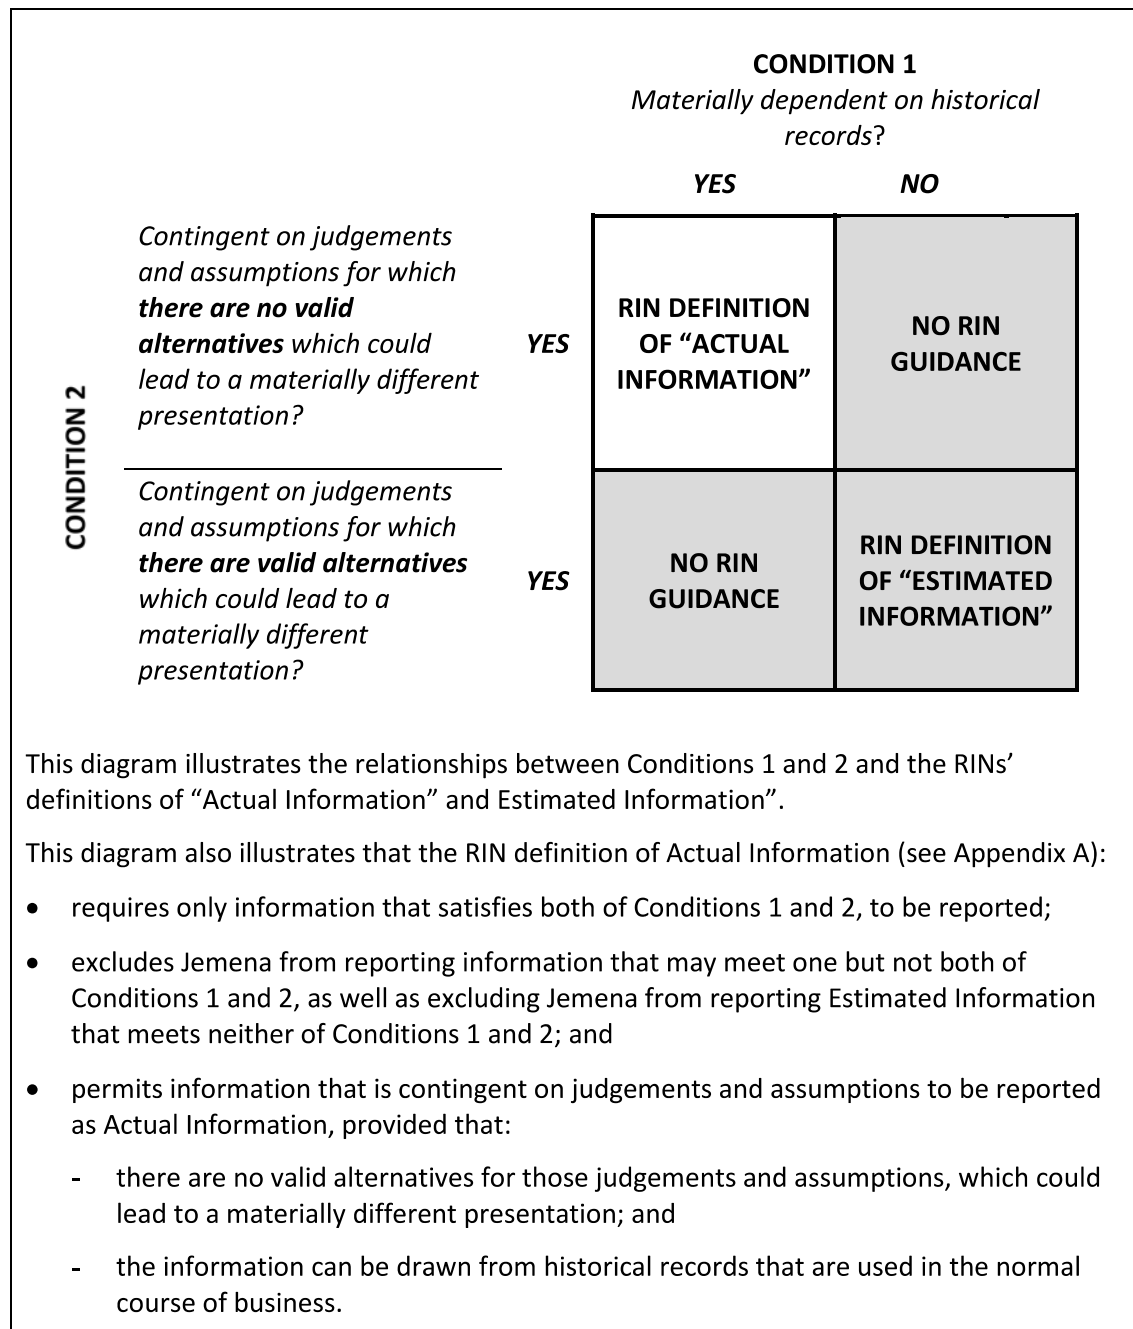 CONDITION 1
Materially dependent on historical
records?
YES NO
CONDITION 2
Contingent on judgements
and assumptions for which
there are no valid
alternatives which could
lead to a materially different
presentation?
YES
RIN DEFINITION
OF “ACTUAL
INFORMATION”
NO RIN
GUIDANCE
Contingent on judgements
and assumptions for which
there are valid alternatives
which could lead to a
materially different
presentation?
YES
NO RIN
GUIDANCE
RIN DEFINITION
OF “ESTIMATED
INFORMATION”
This diagram illustrates the relationships between Conditions 1 and 2 and the RINs’
definitions of “Actual Information” and Estimated Information”.
This diagram also illustrates that the RIN definition of Actual Information (see Appendix A):
• requires only information that satisfies both of Conditions 1 and 2, to be reported;
• excludes Jemena from reporting information that may meet one but not both of
Conditions 1 and 2, as well as excluding Jemena from reporting Estimated Information
that meets neither of Conditions 1 and 2; and
• permits information that is contingent on judgements and assumptions to be reported
as Actual Information, provided that:
- there are no valid alternatives for those judgements and assumptions, which could
lead to a materially different presentation; and
- the information can be drawn from historical records that are used in the normal
course of business.